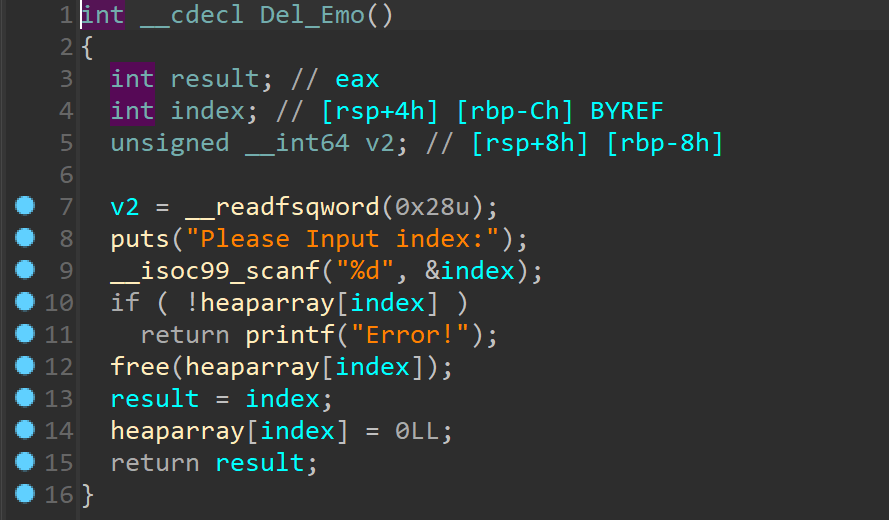 1 int __cdecl Del_Emo()
2 {
3   int result; // eax
4   int index; // [rsp+4h] [rbp-Ch] BYREF
5   unsigned __int64 v2; // [rsp+8h] [rbp-8h]
6
7   v2 = __readfsqword(0x28u);
8   puts("Please Input index:");
9   __isoc99_scanf("%d", &index);
10   if ( !heaparray[index] )
11     return printf("Error!");
12   free(heaparray[index]);
13   result = index;
14   heaparray[index] = 0LL;
15   return result;
16 }